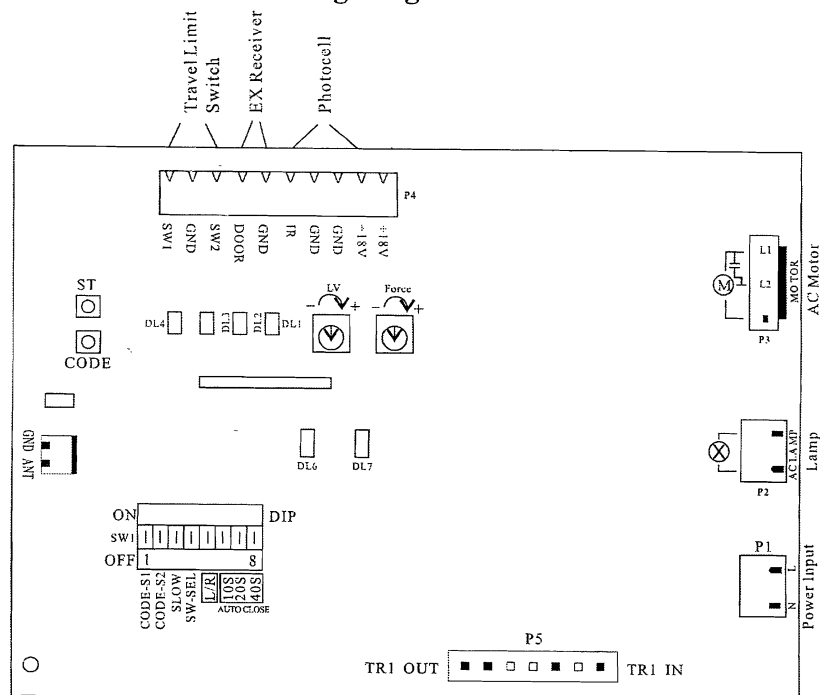 Travel Limit
Switch
EX Receiver
Photocell
P4
SW1
GND
SW2
DOOR
GND
IR
GND
GND
+18V
+18V
ST
CODE
DL4
DL3
DL2
DL1
LV
- +
Force
- +
L1
L2
M
MOTOR
AC Motor
P3
GND ANT
DL6
DL7
AC LAMP
Lamp
P2
ON
DIP
SW1
OFF
1
8
CODE-S1
CODE-S2
SLOW
SW-SEL
L/R
10S
20S
40S
AUTO CLOSE
P1
L
N
Power Input
P5
TR1 OUT
TR1 IN